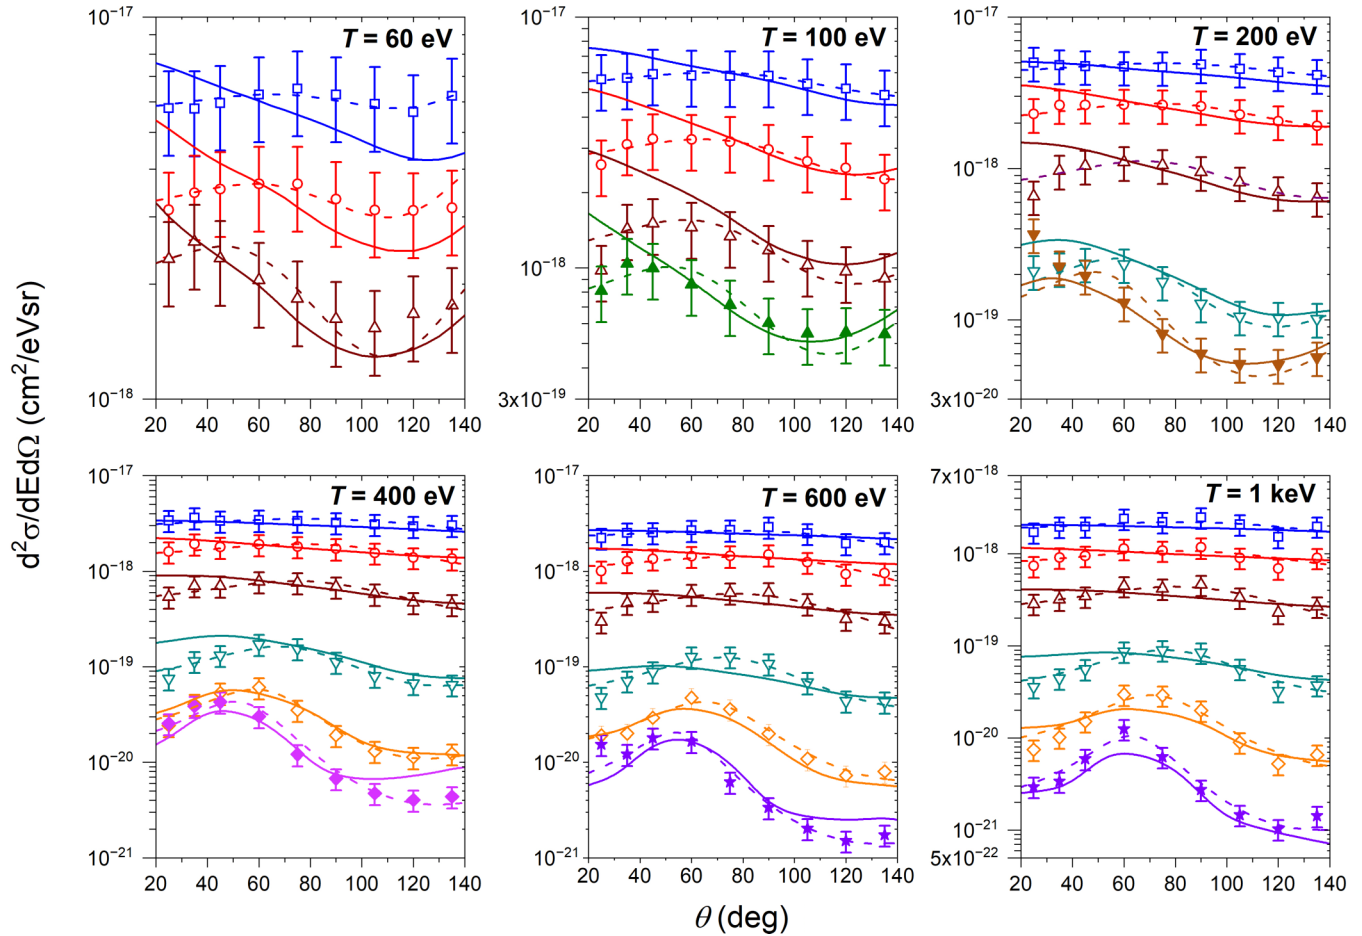 d²σ/dEdΩ (cm²/eVsr)
10⁻¹⁷
10⁻¹⁸
T = 60 eV
20 40 60 80 100 120 140
10⁻¹⁷
10⁻¹⁸
3x10⁻¹⁹
T = 100 eV
20 40 60 80 100 120 140
10⁻¹⁷
10⁻¹⁸
10⁻¹⁹
3x10⁻²⁰
T = 200 eV
20 40 60 80 100 120 140
10⁻¹⁷
10⁻¹⁸
10⁻¹⁹
10⁻²⁰
10⁻²¹
T = 400 eV
20 40 60 80 100 120 140
10⁻¹⁷
10⁻¹⁸
10⁻¹⁹
10⁻²⁰
10⁻²¹
T = 600 eV
20 40 60 80 100 120 140
7x10⁻¹⁸
10⁻¹⁸
10⁻¹⁹
10⁻²⁰
10⁻²¹
5x10⁻²²
T = 1 keV
20 40 60 80 100 120 140
θ (deg)